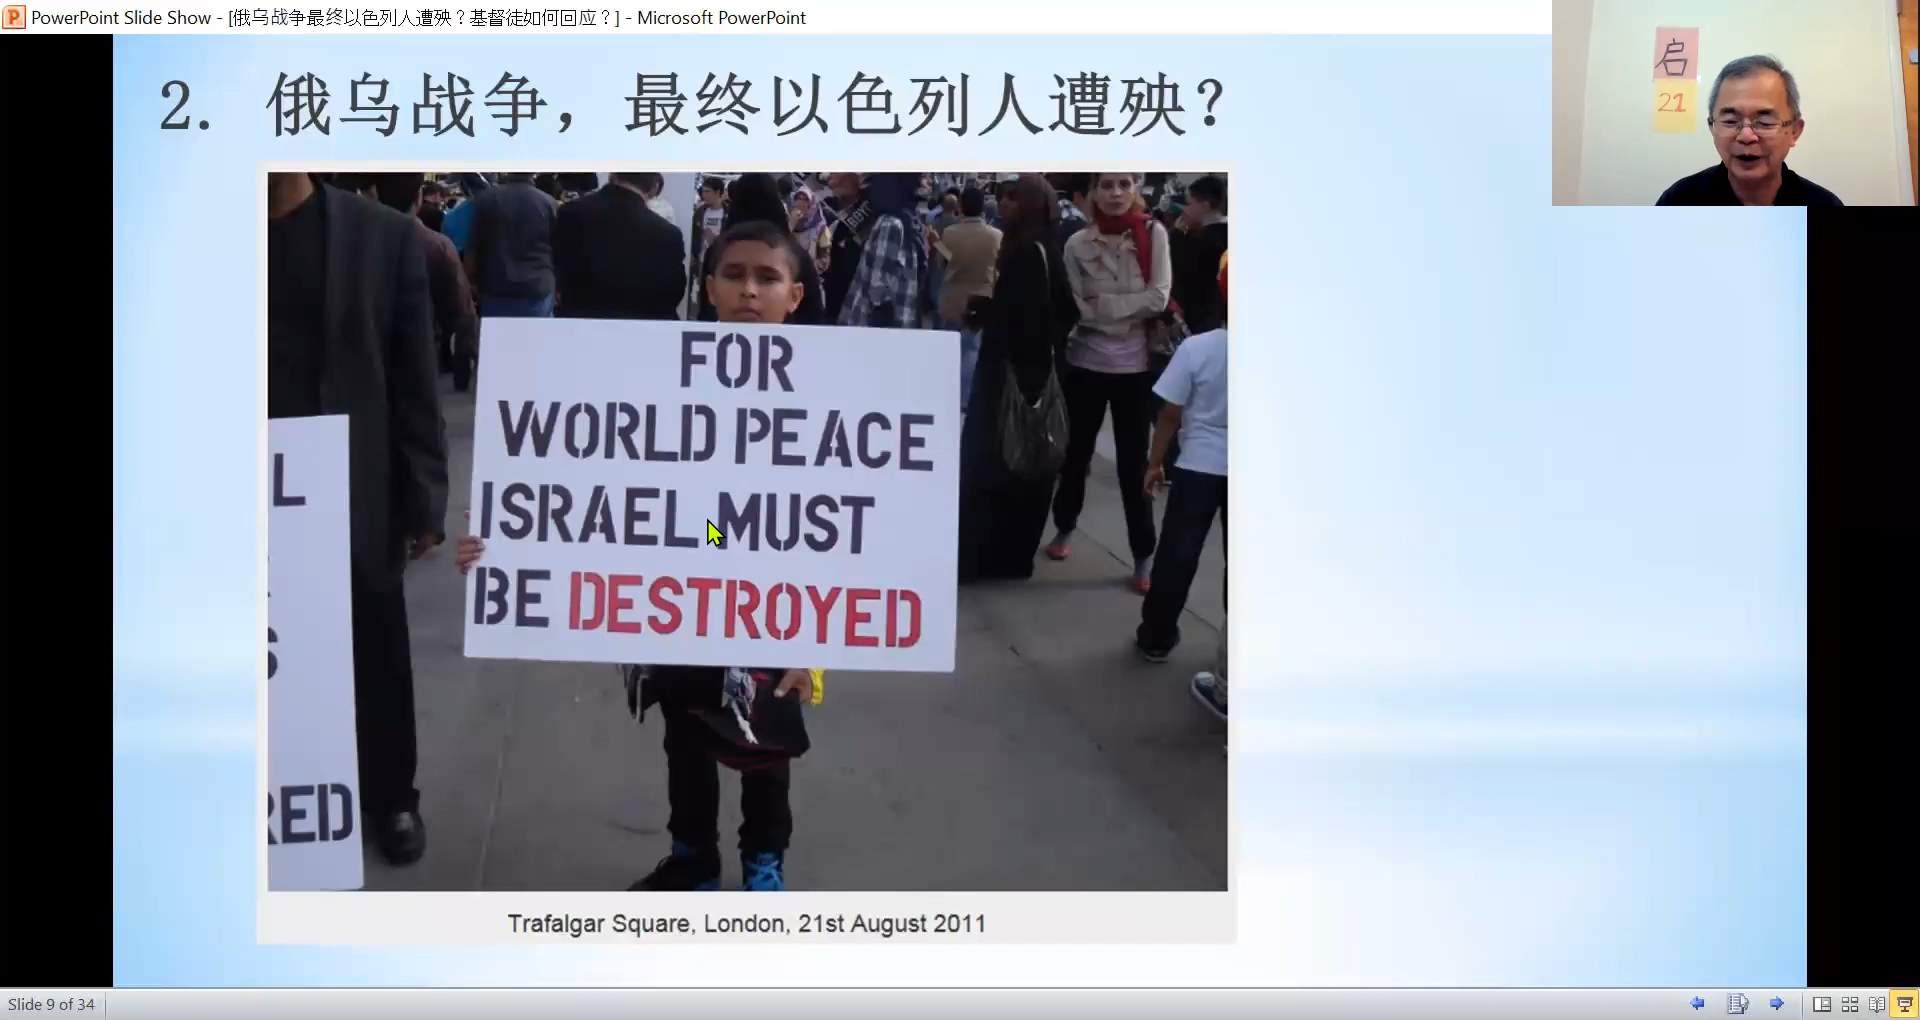 PowerPoint Slide Show - [俄乌战争最终以色列人遭殃？基督徒如何回应？] - Microsoft PowerPoint
2. 俄乌战争，最终以色列人遭殃？
启
21
FOR
WORLD PEACE
ISRAEL MUST
BE DESTROYED
L
S
RED
Trafalgar Square, London, 21st August 2011
Slide 9 of 34